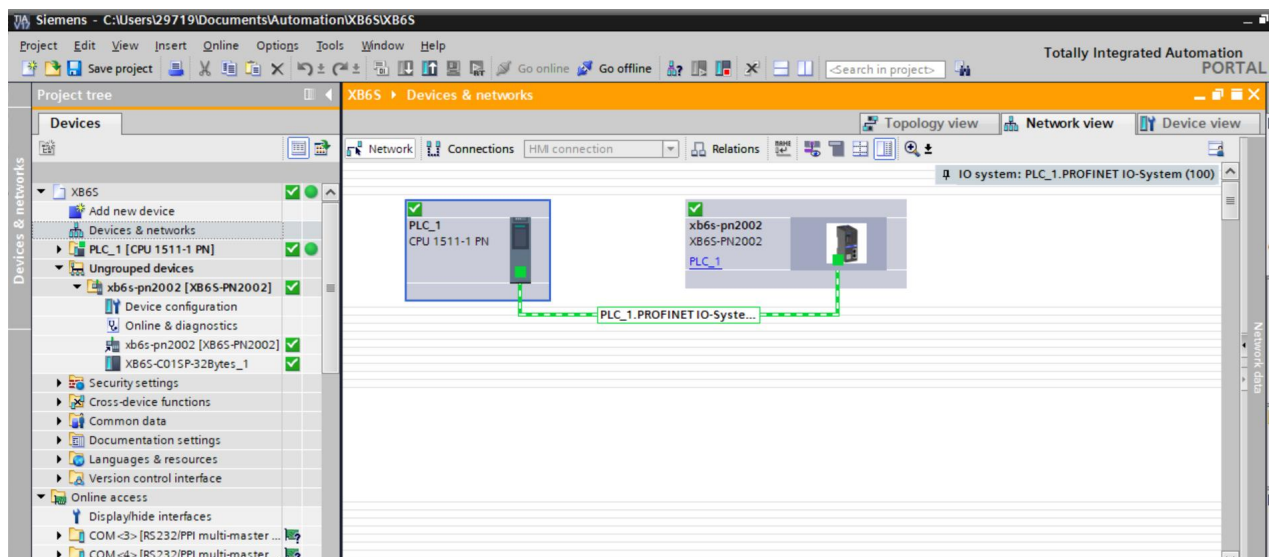 Siemens - C:\Users\29719\Documents\Automation\XB6S\XB6S
Project Edit View Insert Online Options Tools Window Help
Totally Integrated Automation
PORTAL
Save project Go online Go offline <Search in project>
Project tree
XB6S Devices & networks
Devices
Topology view Network view Device view
Network Connections HMI connection Relations
IO system: PLC_1.PROFINET IO-System (100)
Devices & networks
XB6S
Add new device
Devices & networks
PLC_1 [CPU 1511-1 PN]
Ungrouped devices
xb6s-pn2002 [XB6S-PN2002]
Device configuration
Online & diagnostics
xb6s-pn2002 [XB6S-PN2002]
XB6S-C01SP-32Bytes_1
Security settings
Cross-device functions
Common data
Documentation settings
Languages & resources
Version control interface
Online access
Display/hide interfaces
COM <3> [RS232/PPI multi-master ...
COM <4> [RS232/PPI multi-master
PLC_1
CPU 1511-1 PN
xb6s-pn2002
XB6S-PN2002
PLC_1
PLC_1.PROFINET IO-Syste...
Network data